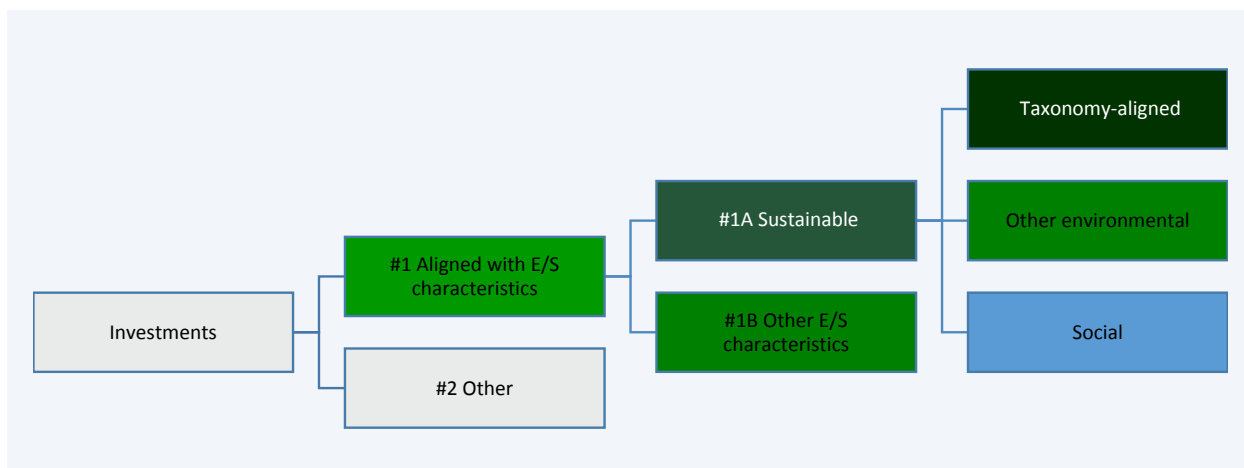 Investments
#1 Aligned with E/S
characteristics
#2 Other
#1A Sustainable
#1B Other E/S
characteristics
Taxonomy-aligned
Other environmental
Social